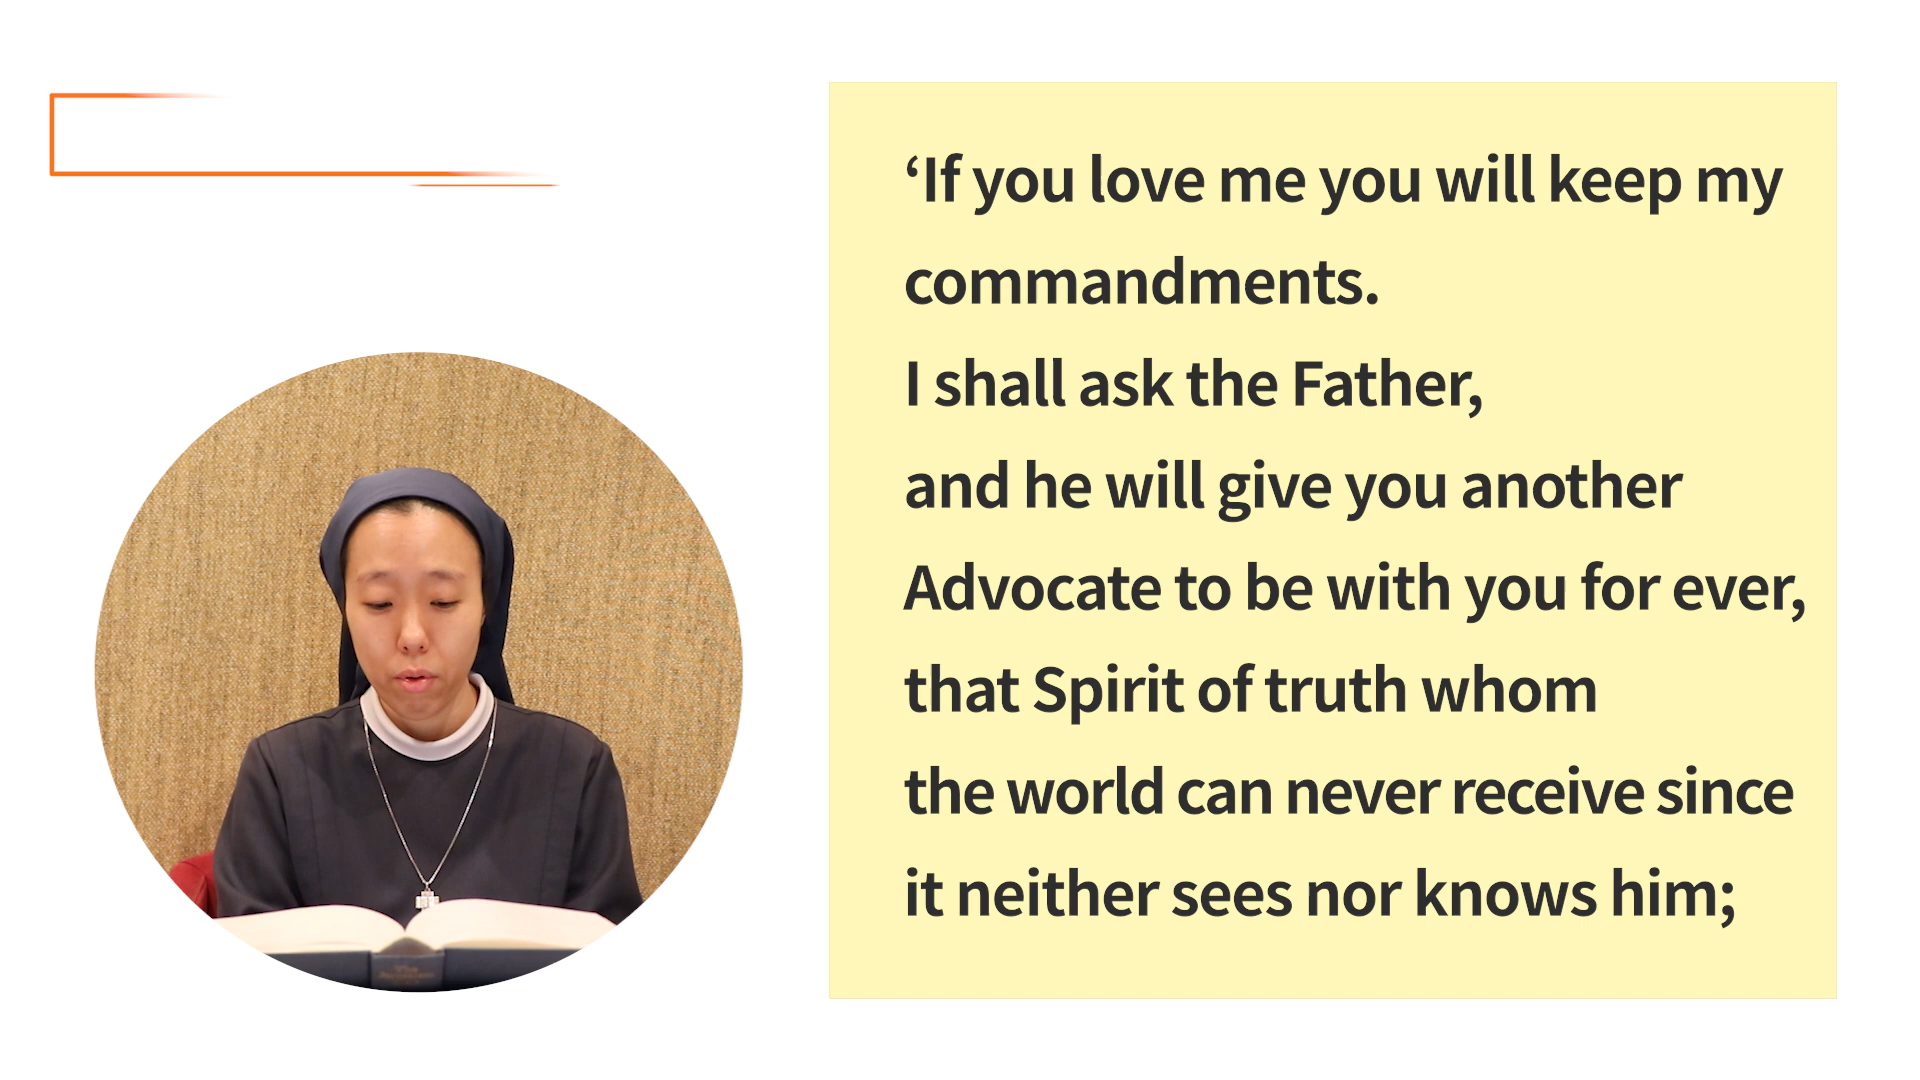 ‘If you love me you will keep my
commandments.
I shall ask the Father,
and he will give you another
Advocate to be with you for ever,
that Spirit of truth whom
the world can never receive since
it neither sees nor knows him;